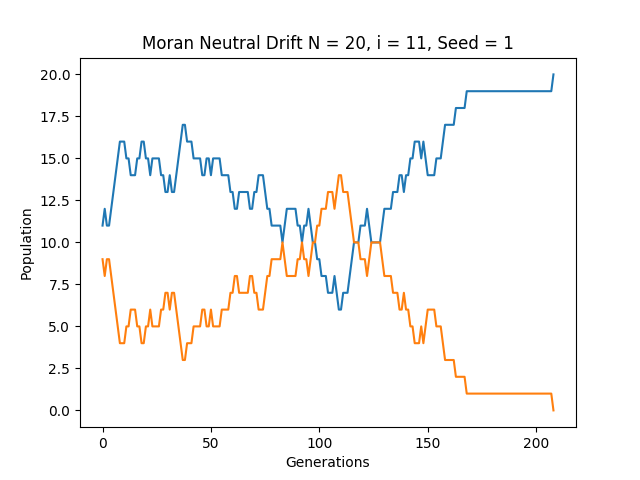 Moran Neutral Drift N = 20, i = 11, Seed = 1
20.0
17.5
15.0
12.5
10.0
7.5
5.0
2.5
0.0
Population
0 50 100 150 200
Generations